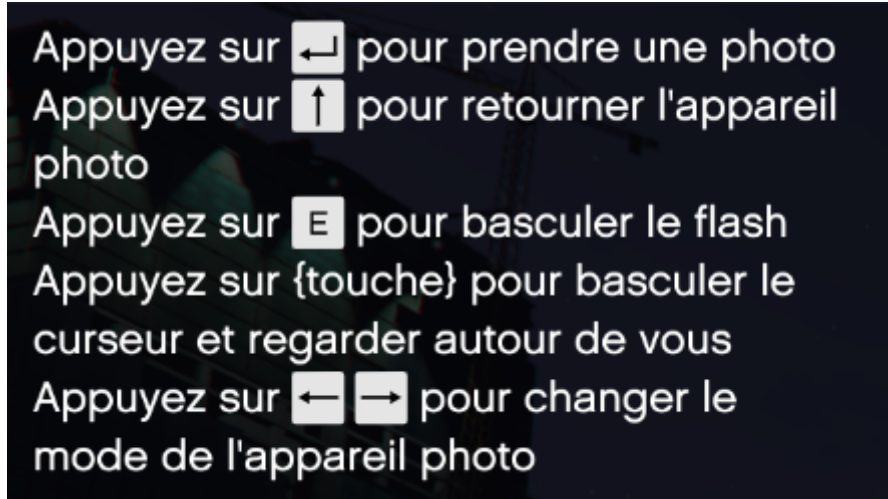 Appuyez sur ↵ pour prendre une photo
Appuyez sur ↑ pour retourner l'appareil
photo
Appuyez sur E pour basculer le flash
Appuyez sur {touche} pour basculer le
curseur et regarder autour de vous
Appuyez sur ← → pour changer le
mode de l'appareil photo